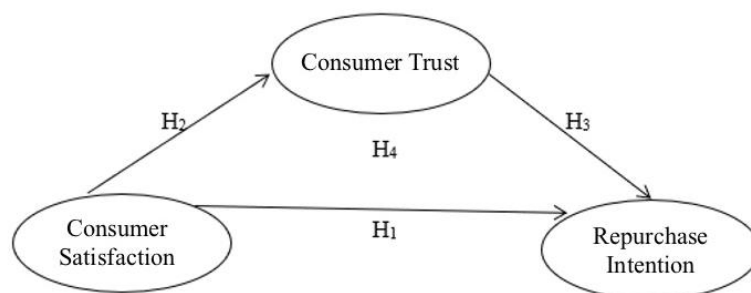 Consumer Trust
H₂
H₃
H₄
Consumer
Satisfaction
H₁
Repurchase
Intention